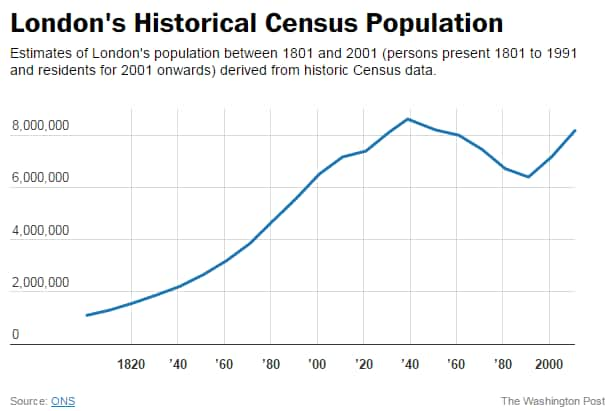 London's Historical Census Population
Estimates of London's population between 1801 and 2001 (persons present 1801 to 1991
and residents for 2001 onwards) derived from historic Census data.
8,000,000
6,000,000
4,000,000
2,000,000
0
1820 '40 '60 '80 '00 '20 '40 '60 '80 2000
Source: ONS The Washington Post